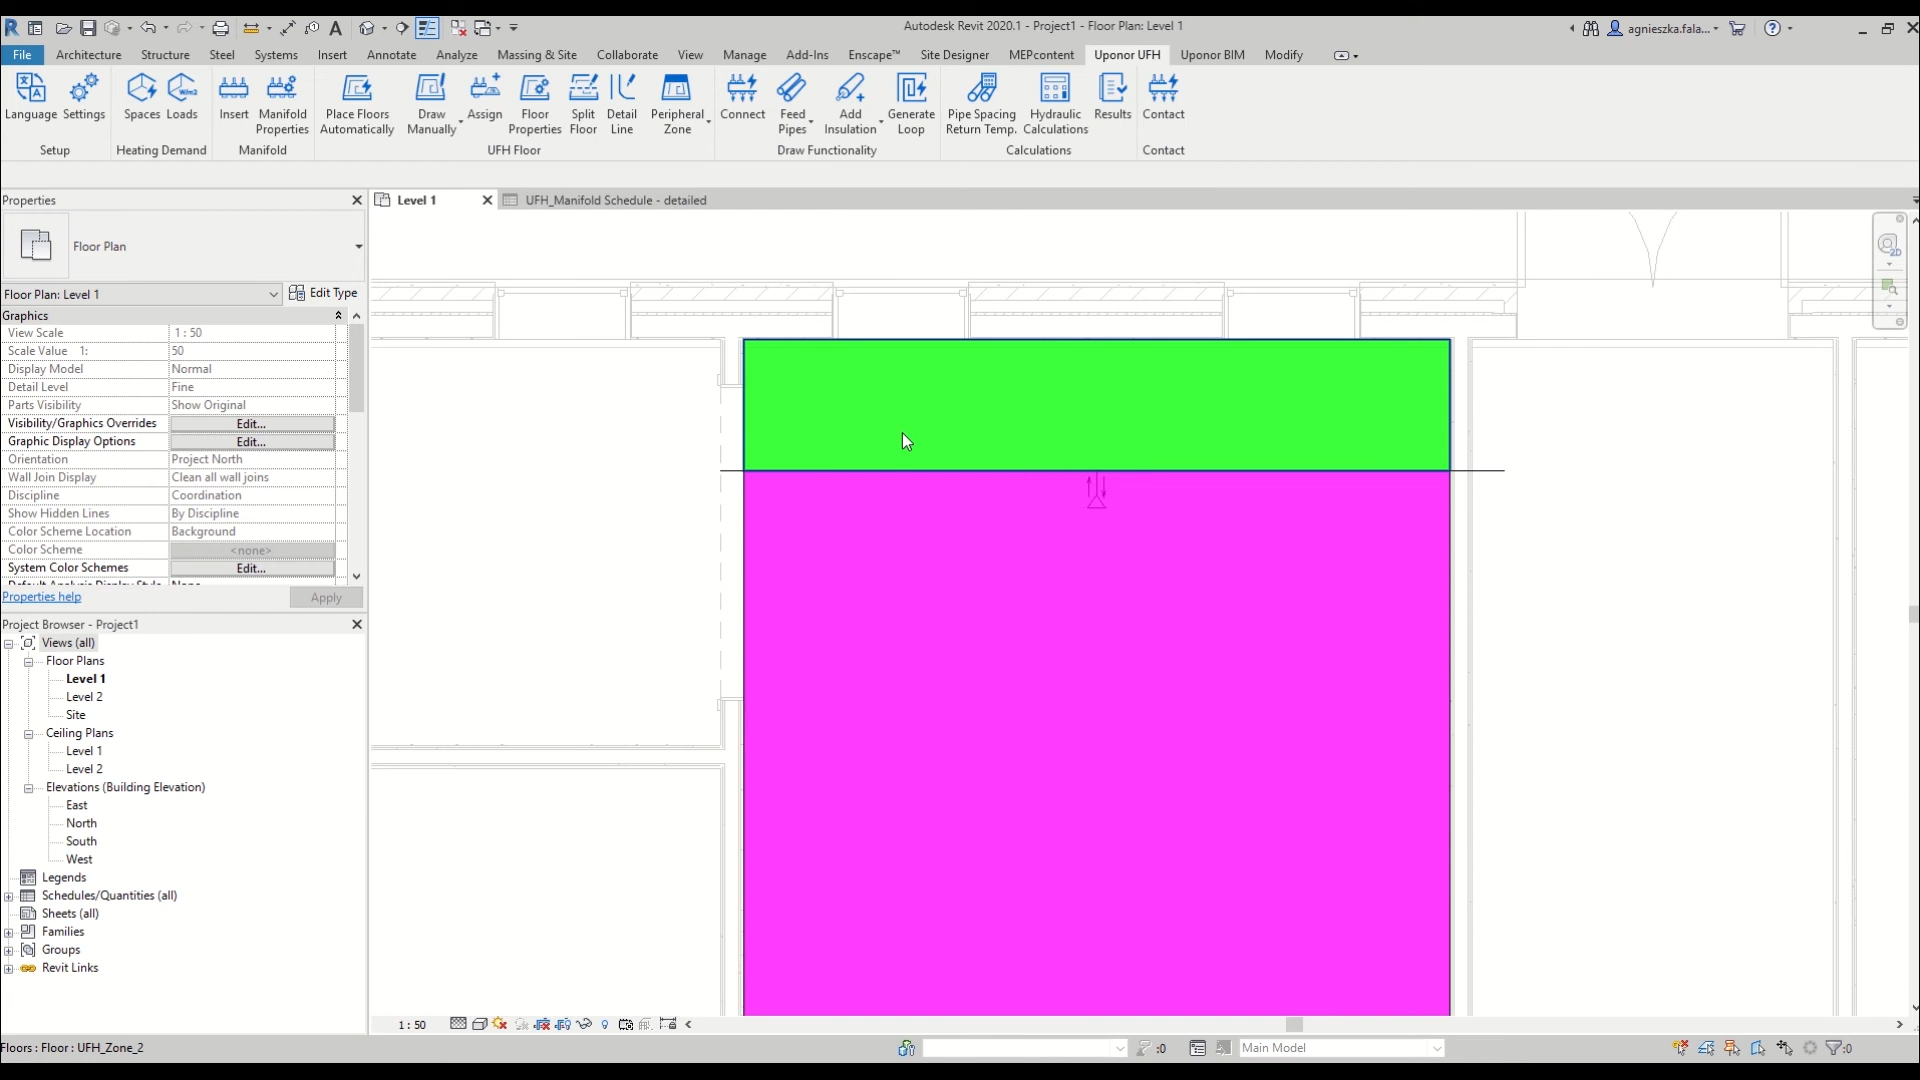 Autodesk Revit 2020.1 - Project1 - Floor Plan: Level 1
agnieszka.fala...
File Architecture Structure Steel Systems Insert Annotate Analyze Massing & Site Collaborate View Manage Add-Ins Enscape™ Site Designer MEPcontent Uponor UFH Uponor BIM Modify
Language Settings Spaces Loads Insert Manifold Properties Place Floors Automatically Draw Manually Assign Floor Properties Split Floor Detail Line Peripheral Zone Connect Feed Pipes Add Insulation Generate Loop Pipe Spacing Return Temp. Hydraulic Calculations Results Contact
Setup Heating Demand Manifold UFH Floor Draw Functionality Calculations Contact
Properties
Level 1
UFH_Manifold Schedule - detailed
Floor Plan
Floor Plan: Level 1 Edit Type
Graphics
View Scale 1 : 50
Scale Value 1: 50
Display Model Normal
Detail Level Fine
Parts Visibility Show Original
Visibility/Graphics Overrides Edit...
Graphic Display Options Edit...
Orientation Project North
Wall Join Display Clean all wall joins
Discipline Coordination
Show Hidden Lines By Discipline
Color Scheme Location Background
Color Scheme <none>
System Color Schemes Edit...
Default Analysis Display Style None
Properties help Apply
Project Browser - Project1
Views (all)
Floor Plans
Level 1
Level 2
Site
Ceiling Plans
Level 1
Level 2
Elevations (Building Elevation)
East
North
South
West
Legends
Schedules/Quantities (all)
Sheets (all)
Families
Groups
Revit Links
1 : 50
Floors : Floor : UFH_Zone_2
:0
Main Model
:0